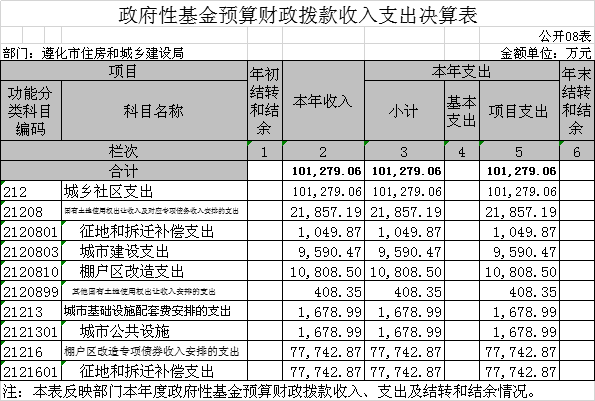 政府性基金预算财政拨款收入支出决算表
公开08表
部门：遵化市住房和城乡建设局 金额单位：万元
项目 年初结转和结余 本年收入 本年支出 年末结转和结余
功能分类科目编码 科目名称 小计 基本支出 项目支出
栏次 1 2 3 4 5 6
合计 101,279.06 101,279.06 101,279.06
212 城乡社区支出 101,279.06 101,279.06 101,279.06
21208 国有土地使用权出让收入及对应专项债务收入安排的支出 21,857.19 21,857.19 21,857.19
2120801 征地和拆迁补偿支出 1,049.87 1,049.87 1,049.87
2120803 城市建设支出 9,590.47 9,590.47 9,590.47
2120810 棚户区改造支出 10,808.50 10,808.50 10,808.50
2120899 其他国有土地使用权出让收入安排的支出 408.35 408.35 408.35
21213 城市基础设施配套费安排的支出 1,678.99 1,678.99 1,678.99
2121301 城市公共设施 1,678.99 1,678.99 1,678.99
21216 棚户区改造专项债券收入安排的支出 77,742.87 77,742.87 77,742.87
2121601 征地和拆迁补偿支出 77,742.87 77,742.87 77,742.87
注：本表反映部门本年度政府性基金预算财政拨款收入、支出及结转和结余情况。